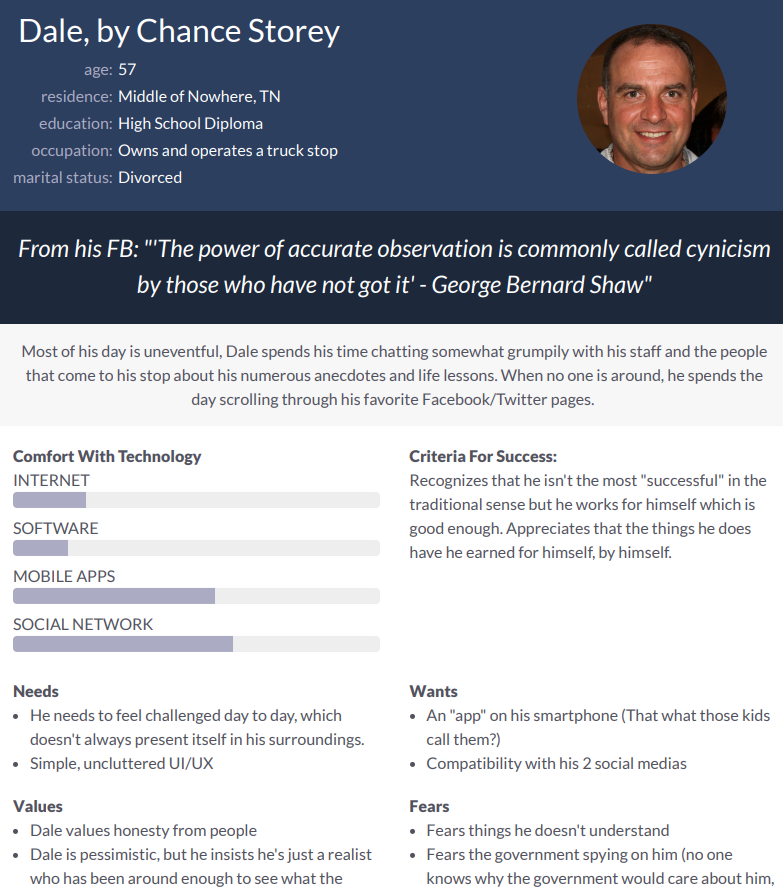 Dale, by Chance Storey
age: 57
residence: Middle of Nowhere, TN
education: High School Diploma
occupation: Owns and operates a truck stop
marital status: Divorced
From his FB: "'The power of accurate observation is commonly called cynicism
by those who have not got it' - George Bernard Shaw"
Most of his day is uneventful, Dale spends his time chatting somewhat grumpily with his staff and the people
that come to his stop about his numerous anecdotes and life lessons. When no one is around, he spends the
day scrolling through his favorite Facebook/Twitter pages.
Comfort With Technology
INTERNET
SOFTWARE
MOBILE APPS
SOCIAL NETWORK
Criteria For Success:
Recognizes that he isn't the most "successful" in the
traditional sense but he works for himself which is
good enough. Appreciates that the things he does
have he earned for himself, by himself.
Needs
• He needs to feel challenged day to day, which
doesn't always present itself in his surroundings.
• Simple, uncluttered UI/UX
Wants
• An "app" on his smartphone (That what those kids
call them?)
• Compatibility with his 2 social medias
Values
• Dale values honesty from people
• Dale is pessimistic, but he insists he's just a realist
who has been around enough to see what the
Fears
• Fears things he doesn't understand
• Fears the government spying on him (no one
knows why the government would care about him,